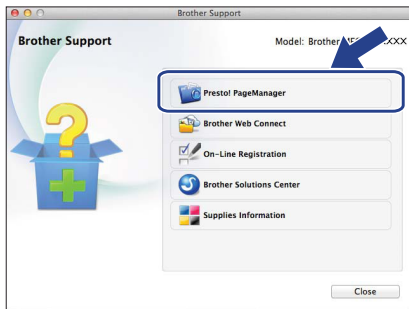 Brother Support
Brother Support
Model: Brother
XX
Presto! PageManager
Brother Web Connect
On-Line Registration
Brother Solutions Center
Supplies Information
Close